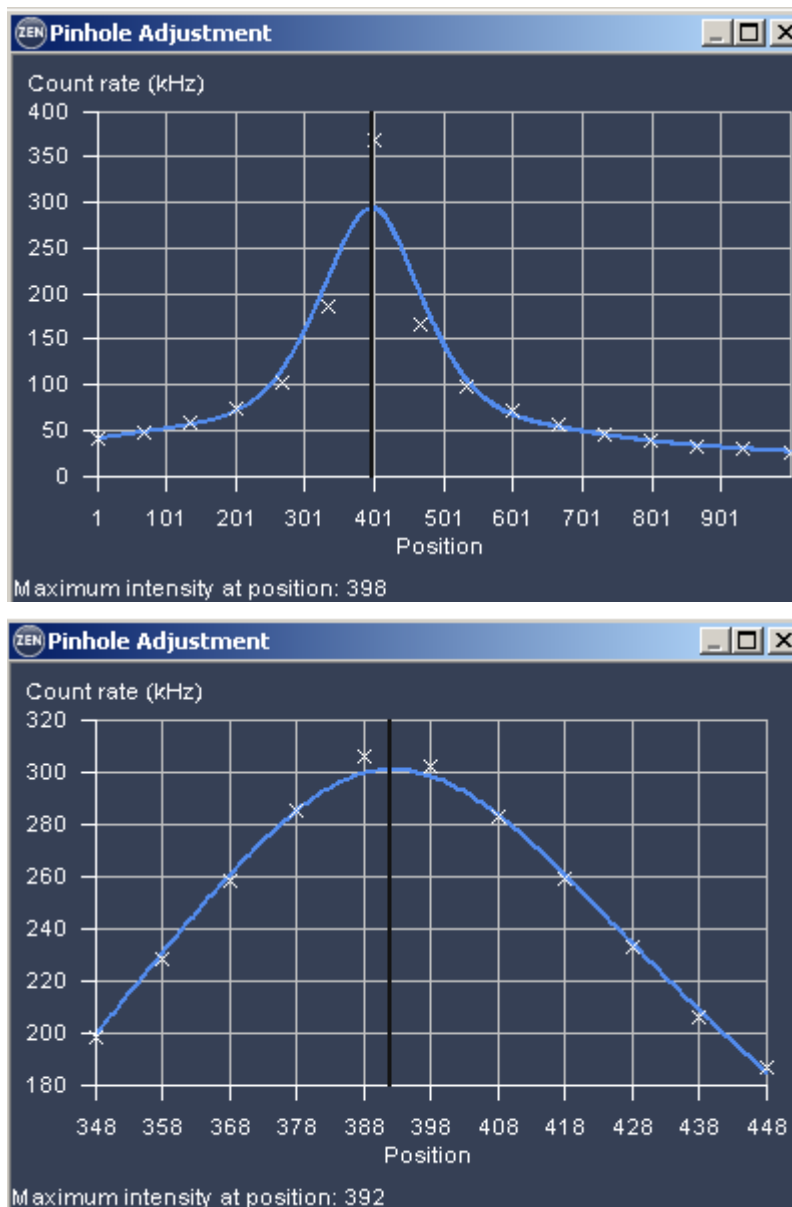 ZEN Pinhole Adjustment
Count rate (kHz)
400
350
300
250
200
150
100
50
0
1 101 201 301 401 501 601 701 801 901
Position
Maximum intensity at position: 398
ZEN Pinhole Adjustment
Count rate (kHz)
320
300
280
260
240
220
200
180
348 358 368 378 388 398 408 418 428 438 448
Position
Maximum intensity at position: 392